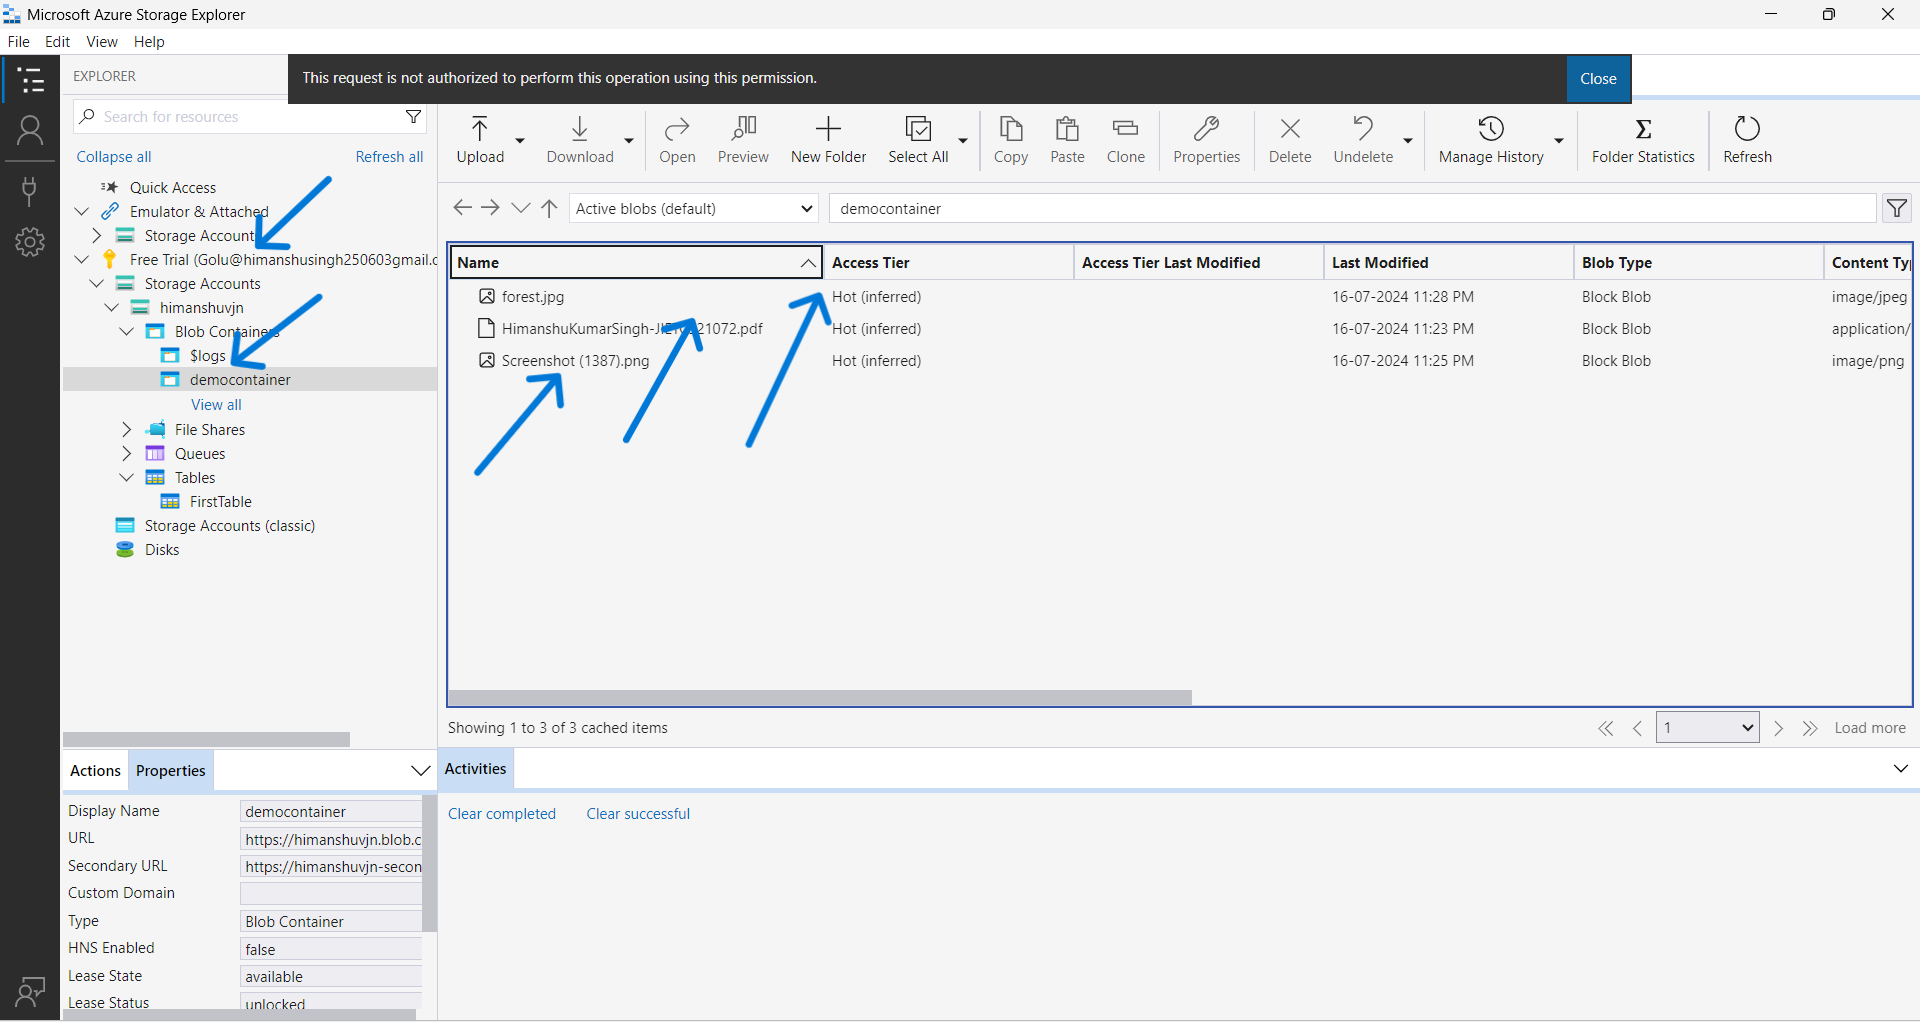 Microsoft Azure Storage Explorer
File Edit View Help
EXPLORER
This request is not authorized to perform this operation using this permission.
Close
Search for resources
Collapse all Refresh all
Quick Access
Emulator & Attached
Storage Account
Free Trial (Golu@himanshusingh250603gmail.c
Storage Accounts
himanshuvjn
Blob Containers
$logs
democontainer
View all
File Shares
Queues
Tables
FirstTable
Storage Accounts (classic)
Disks
Upload Download Open Preview New Folder Select All Copy Paste Clone Properties Delete Undelete Manage History Folder Statistics Refresh
Active blobs (default) democontainer
Name Access Tier Access Tier Last Modified Last Modified Blob Type Content Ty
forest.jpg Hot (inferred) 16-07-2024 11:28 PM Block Blob image/jpeg
21072.pdf Hot (inferred) 16-07-2024 11:23 PM Block Blob application/
Screenshot (1387).png Hot (inferred) 16-07-2024 11:25 PM Block Blob image/png
Showing 1 to 3 of 3 cached items
1 Load more
Actions Properties
Display Name democontainer
URL https://himanshuvjn.blob.c
Secondary URL https://himanshuvjn-secon
Custom Domain
Type Blob Container
HNS Enabled false
Lease State available
Lease Status unlocked
Activities
Clear completed Clear successful